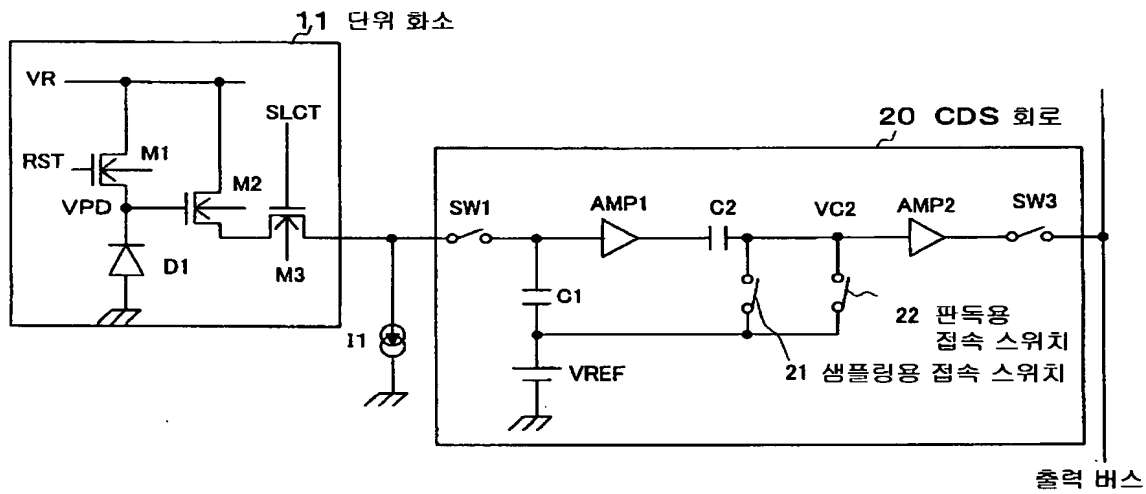 11 단위 화소
VR
SLCT
20 CDS 회로
RST
M1
M2
VPD
SW1
AMP1
C2
VC2
AMP2
SW3
D1
M3
C1
I1
22 판독용
접속 스위치
VREF
21 샘플링용 접속 스위치
출력 버스